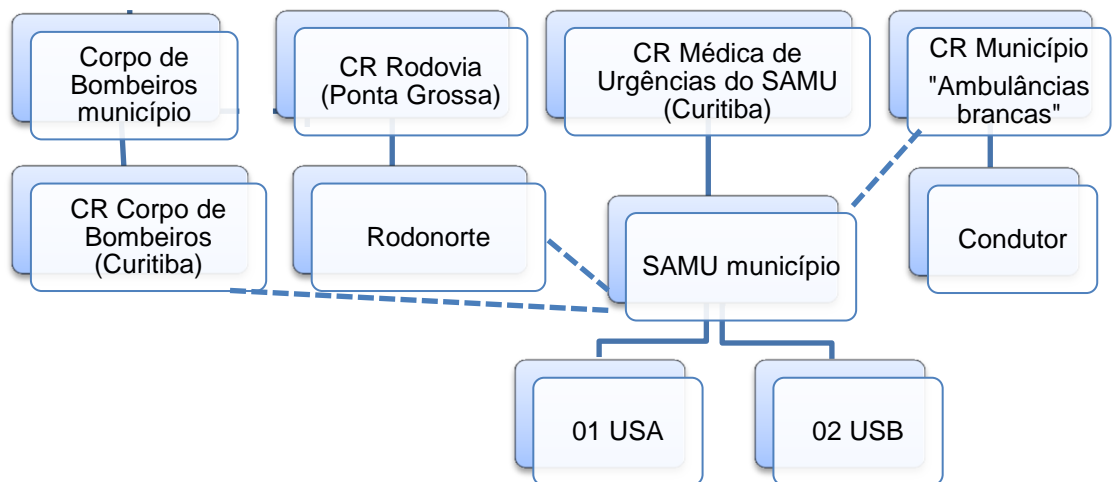 Corpo de
Bombeiros
município
CR Rodovia
(Ponta Grossa)
CR Médica de
Urgências do SAMU
(Curitiba)
CR Município
"Ambulâncias
brancas"
CR Corpo de
Bombeiros
(Curitiba)
Rodonorte
SAMU município
Condutor
01 USA
02 USB